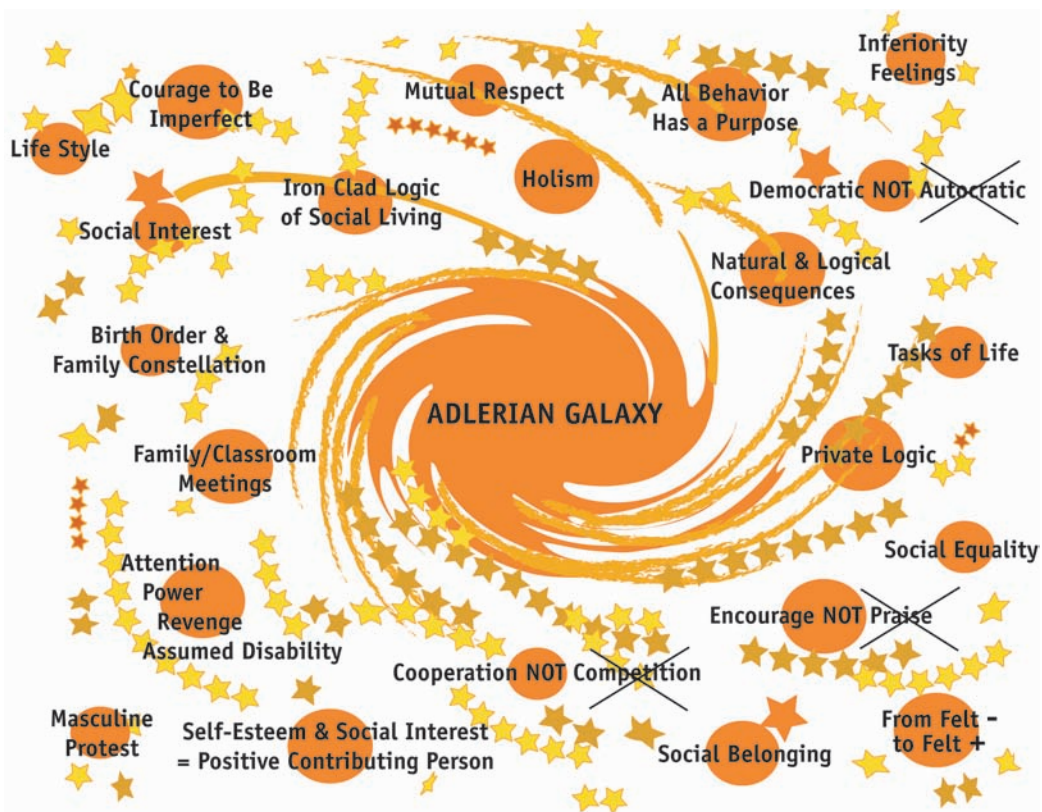 Inferiority
Feelings
Courage to Be
Imperfect
Mutual Respect
All Behavior
Has a Purpose
Life Style
Holism
Iron Clad Logic
of Social Living
Democratic NOT Autocratic
Social Interest
Natural & Logical
Consequences
Birth Order &
Family Constellation
Tasks of Life
ADLERIAN GALAXY
Family/Classroom
Meetings
Private Logic
Social Equality
Attention
Power
Revenge
Assumed Disability
Encourage NOT Praise
Cooperation NOT Competition
Masculine
Protest
Self-Esteem & Social Interest
= Positive Contributing Person
Social Belonging
From Felt -
to Felt +